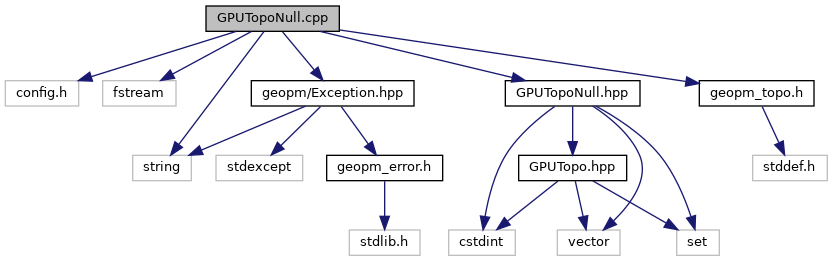 GPUTopoNull.cpp
config.h
fstream
geopm/Exception.hpp
GPUTopoNull.hpp
geopm_topo.h
string
stdexcept
geopm_error.h
GPUTopo.hpp
stddef.h
stdlib.h
cstdint
vector
set